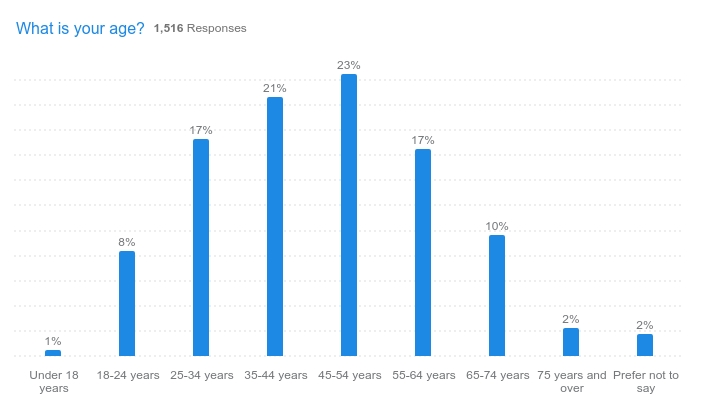 What is your age? 1,516 Responses
23%
21%
17%
17%
10%
8%
2%
2%
1%
Under 18 years
18-24 years
25-34 years
35-44 years
45-54 years
55-64 years
65-74 years
75 years and over
Prefer not to say